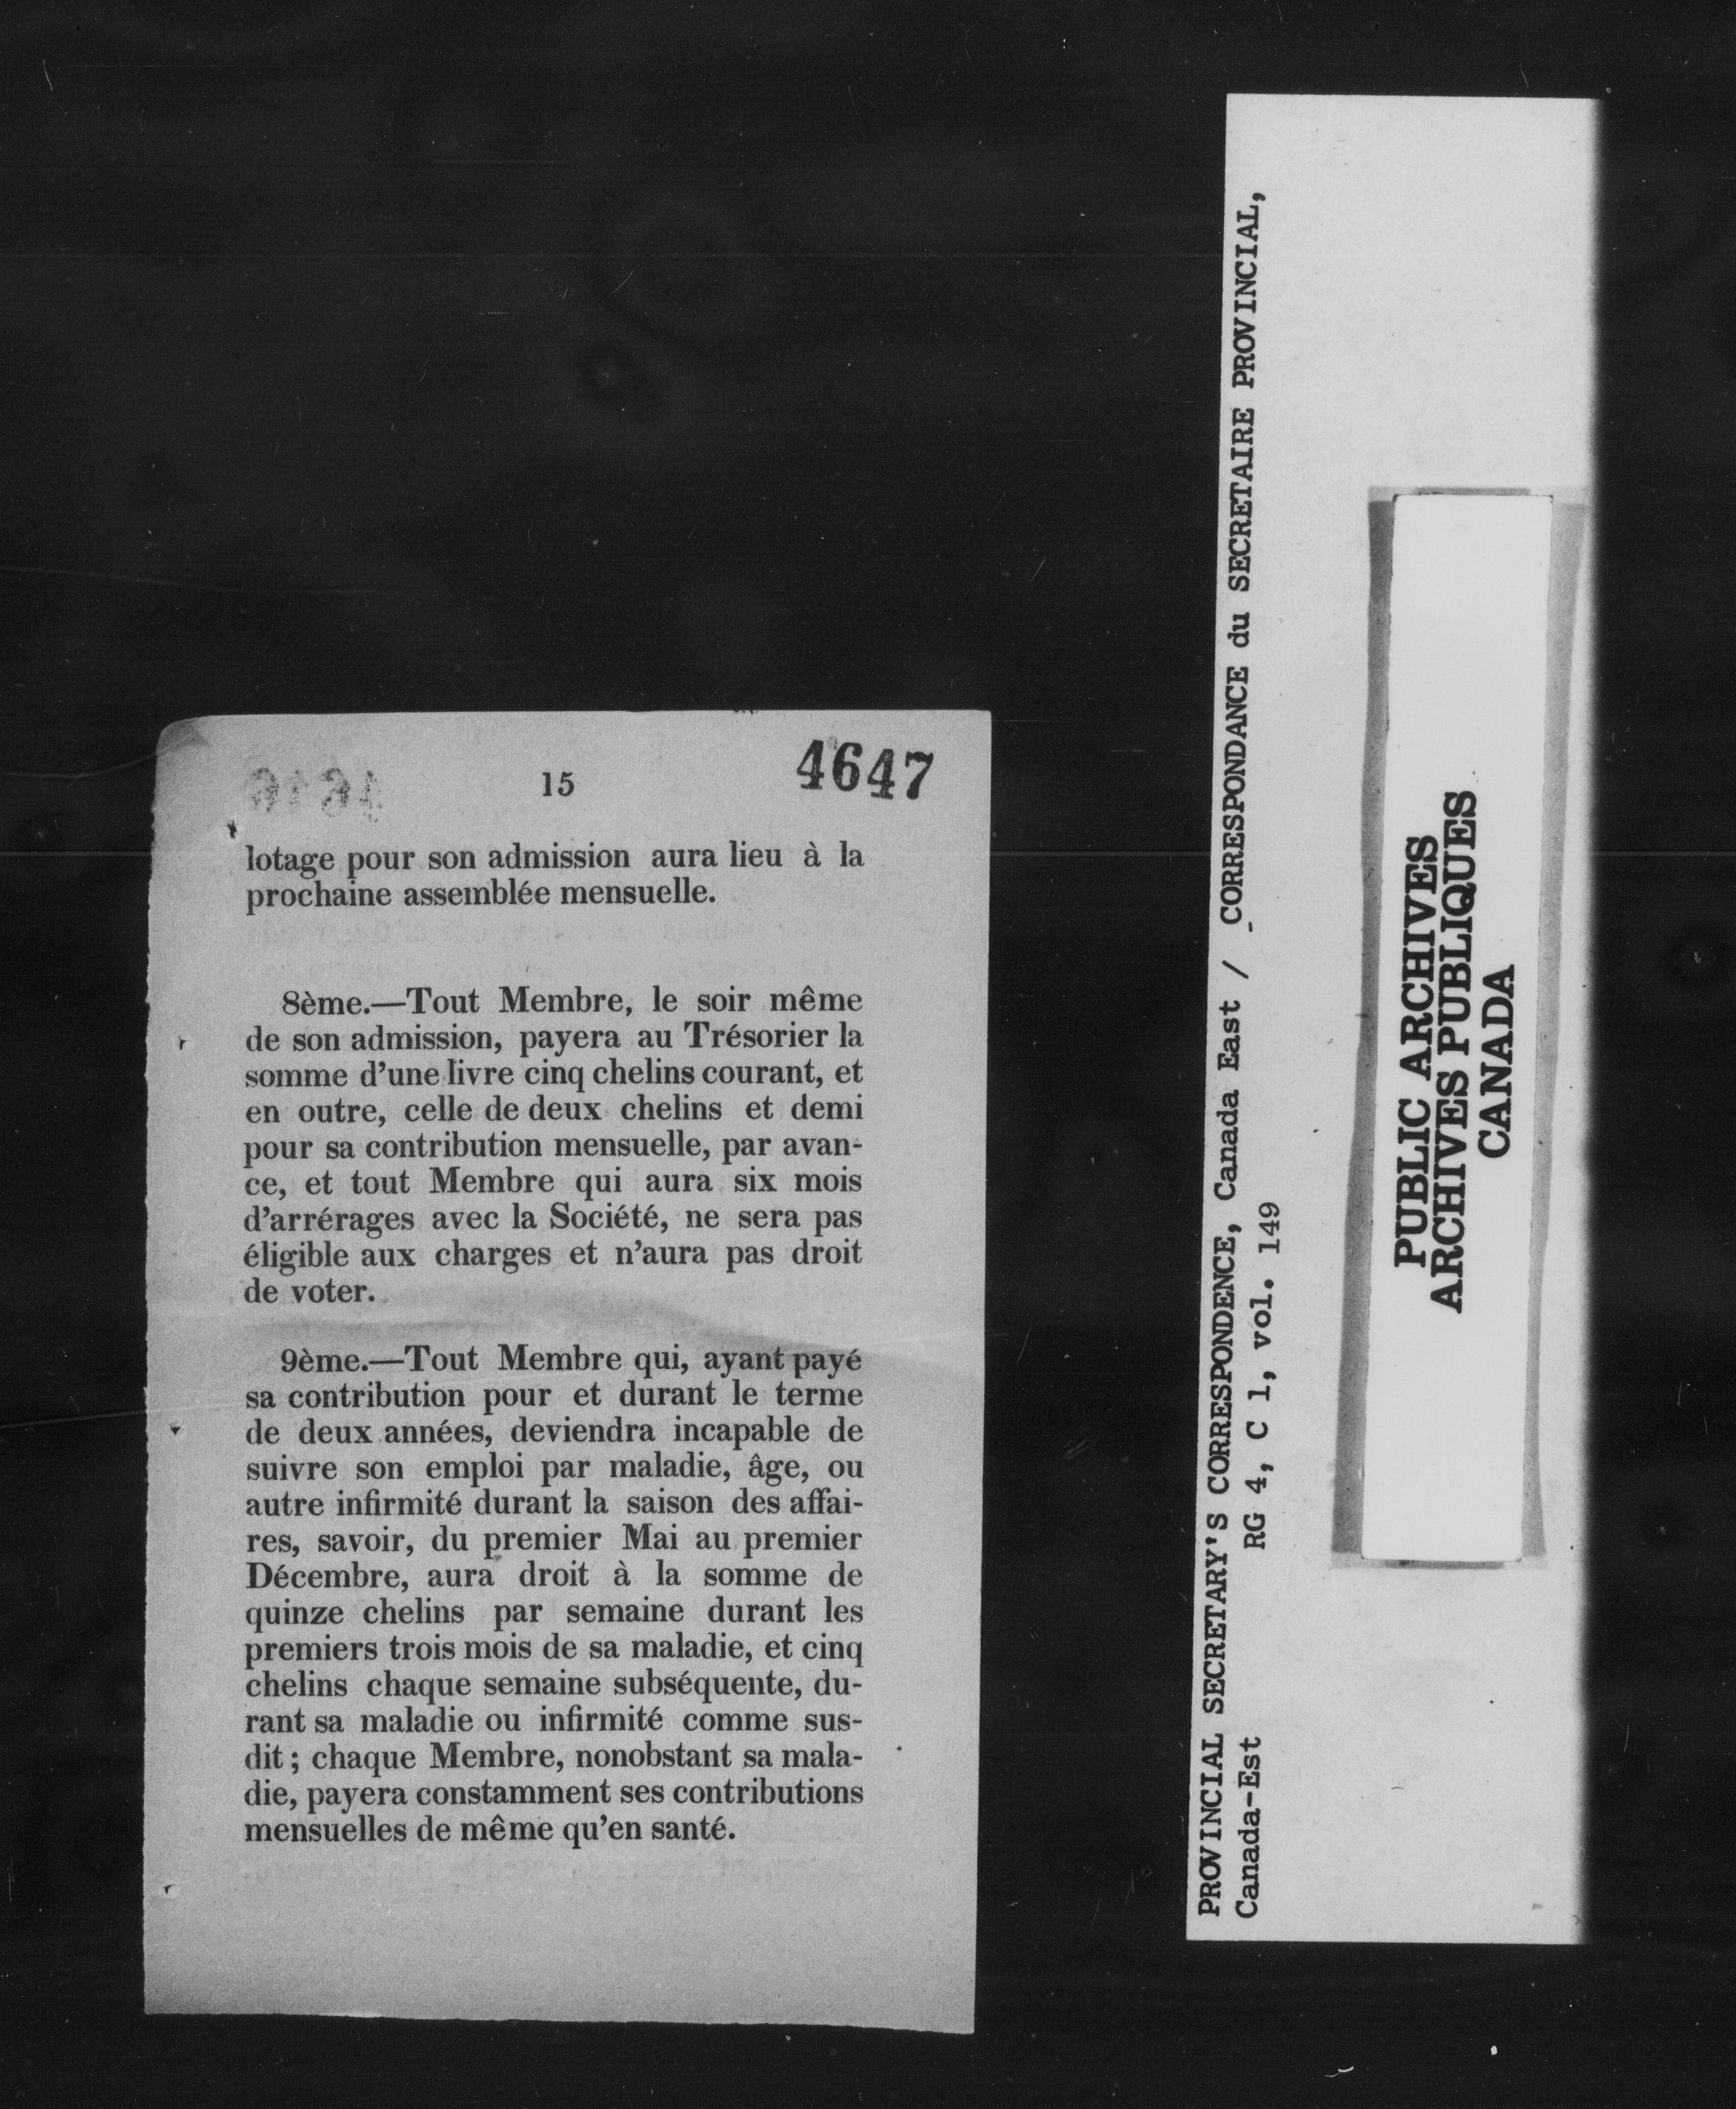 15
4647
lotage pour son admission aura lieu à la
prochaine assemblée mensuelle.
8ème.—Tout Membre, le soir même
de son admission, payera au Trésorier la
somme d'une livre cinq chelins courant, et
en outre, celle de deux chelins et demi
pour sa contribution mensuelle, par avan-
ce, et tout Membre qui aura six mois
d'arrérages avec la Société, ne sera pas
éligible aux charges et n'aura pas droit
de voter.
9ème.—Tout Membre qui, ayant payé
sa contribution pour et durant le terme
de deux années, deviendra incapable de
suivre son emploi par maladie, âge, ou
autre infirmité durant la saison des affai-
res, savoir, du premier Mai au premier
Décembre, aura droit à la somme de
quinze chelins par semaine durant les
premiers trois mois de sa maladie, et cinq
chelins chaque semaine subséquente, du-
rant sa maladie ou infirmité comme sus-
dit ; chaque Membre, nonobstant sa mala-
die, payera constamment ses contributions
mensuelles de même qu'en santé.
PROVINCIAL SECRETARY'S CORRESPONDENCE, Canada East / CORRESPONDANCE du SECRETAIRE PROVINCIAL,
Canada-Est RG 4, C 1, vol. 149
PUBLIC ARCHIVES
ARCHIVES PUBLIQUES
CANADA